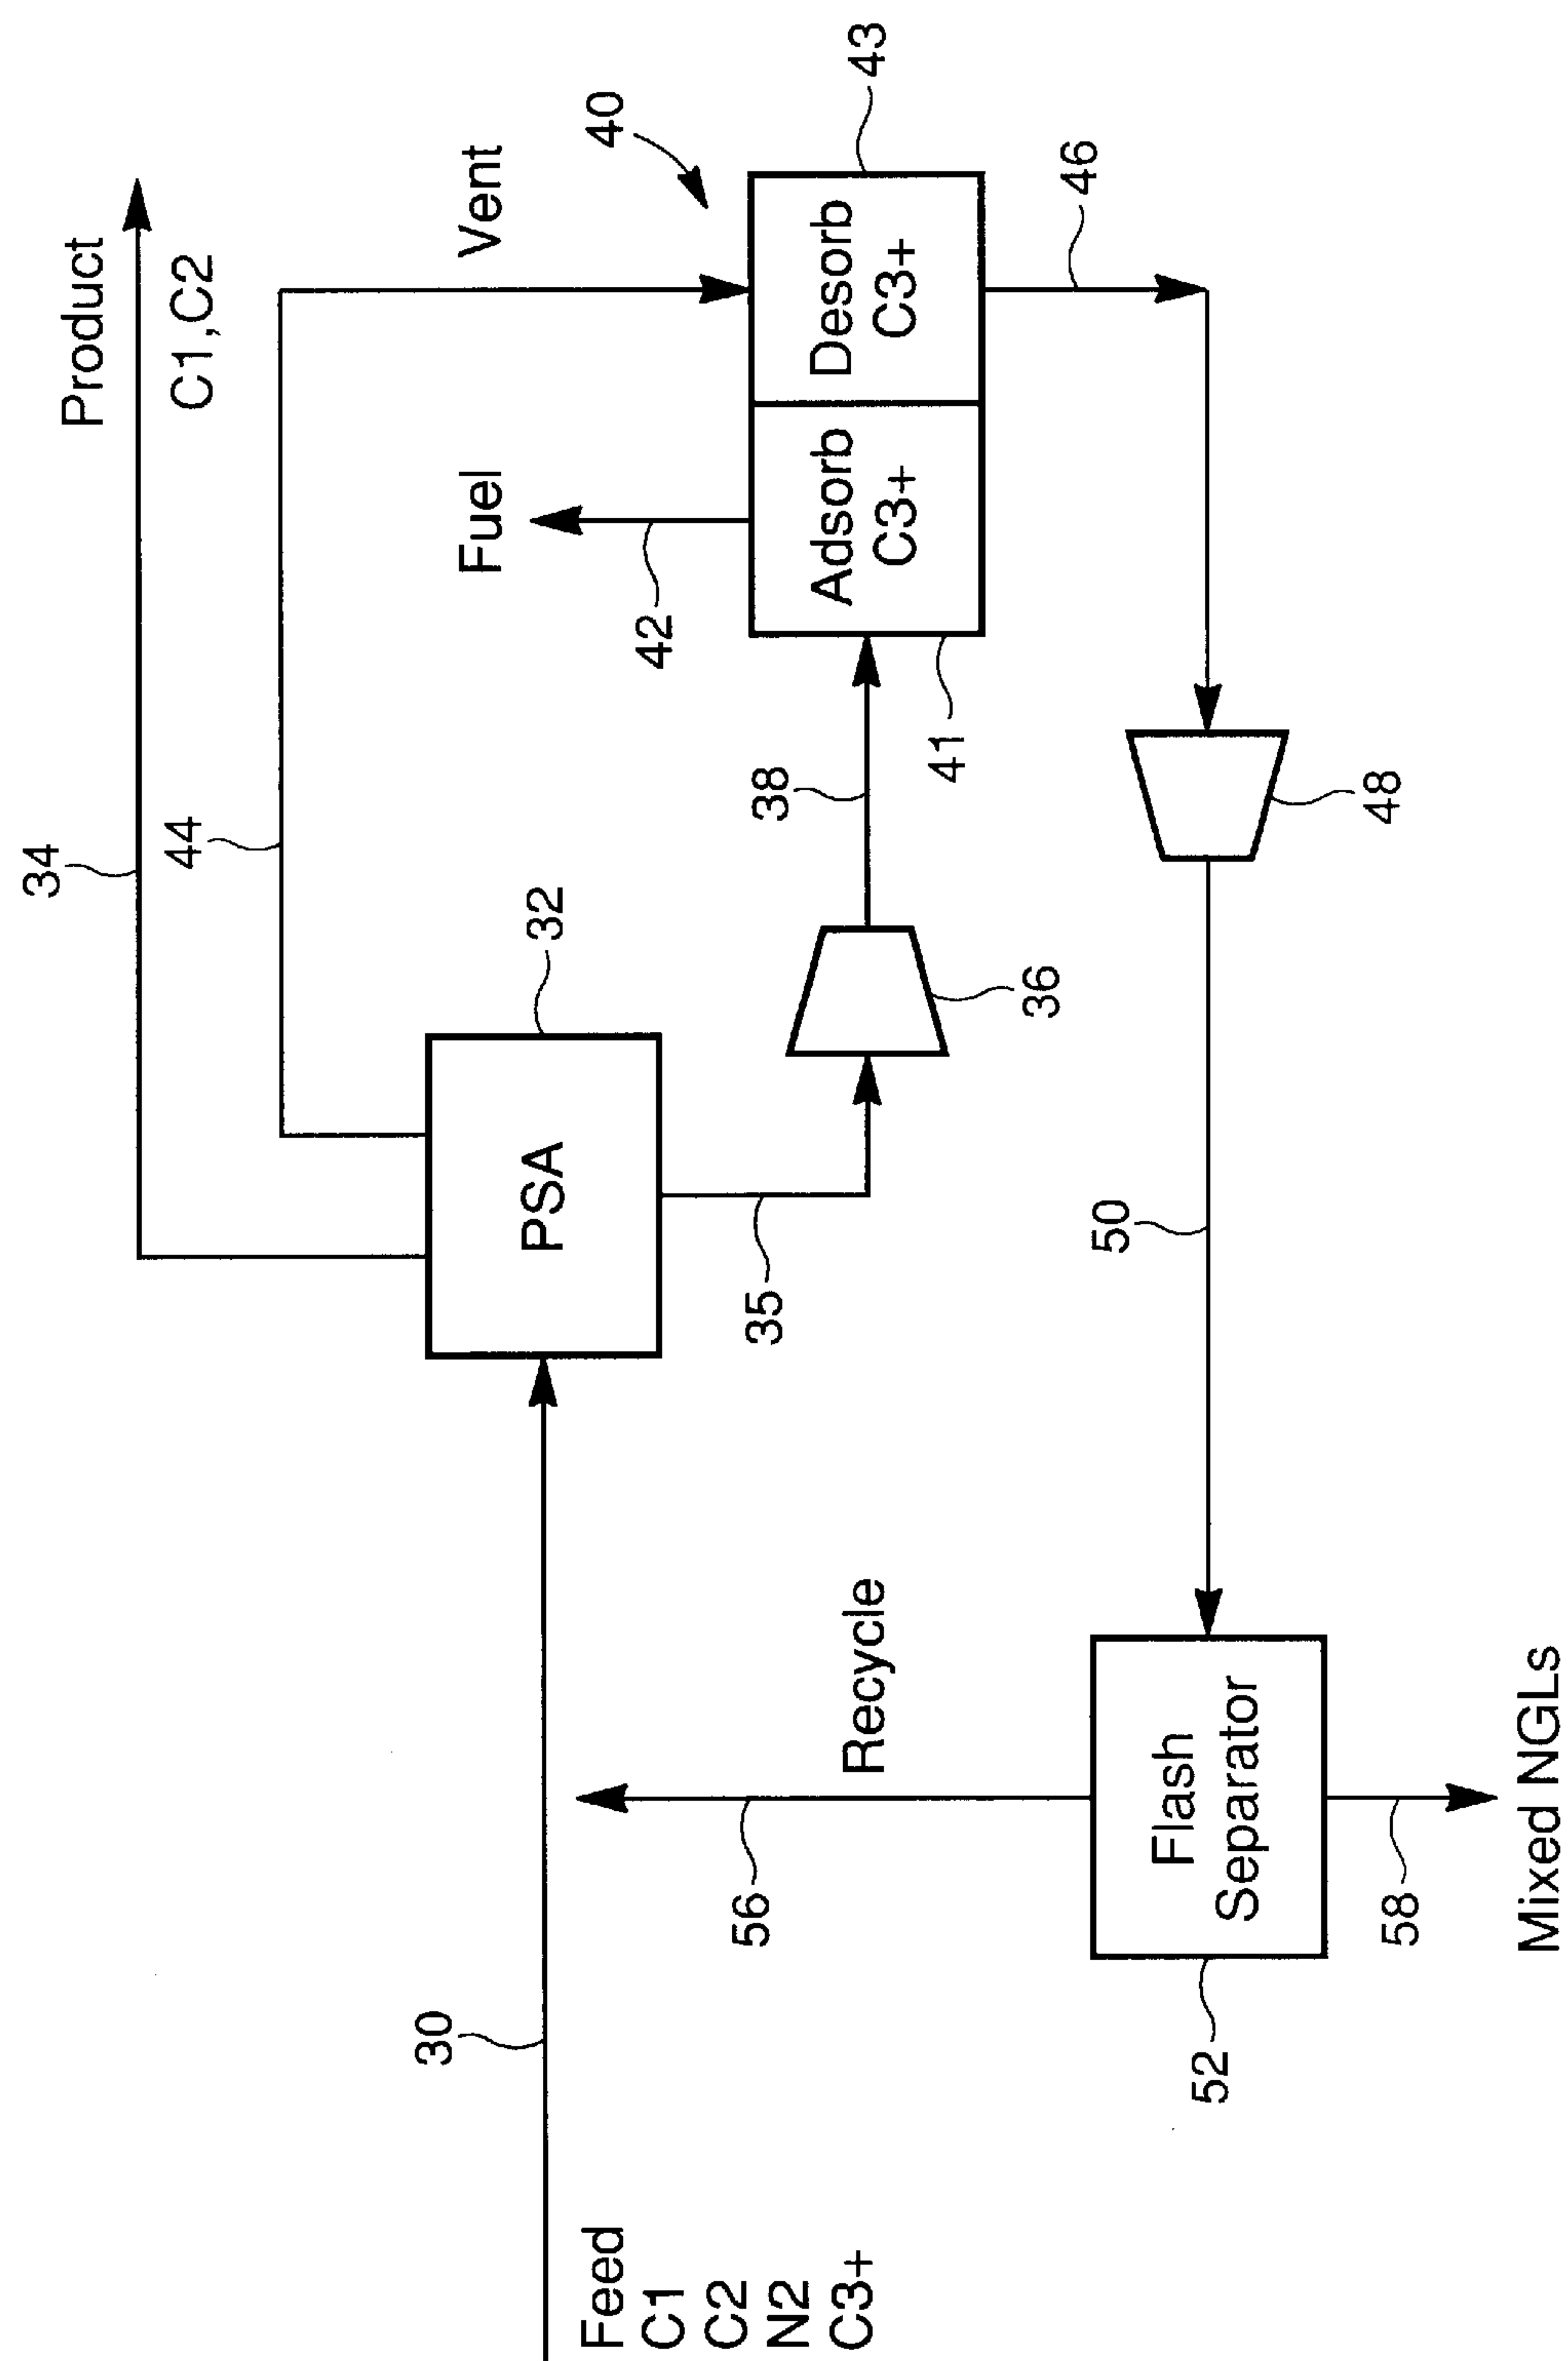 34
Product
C1,C2
44
Vent
40
43
Fuel
42
32
PSA
Adsorb
C3+
Desorb
C3+
38
41
46
36
35
48
50
30
Feed
C1
C2
N2
C3+
Recycle
56
Flash
Separator
52
58
Mixed NGLs